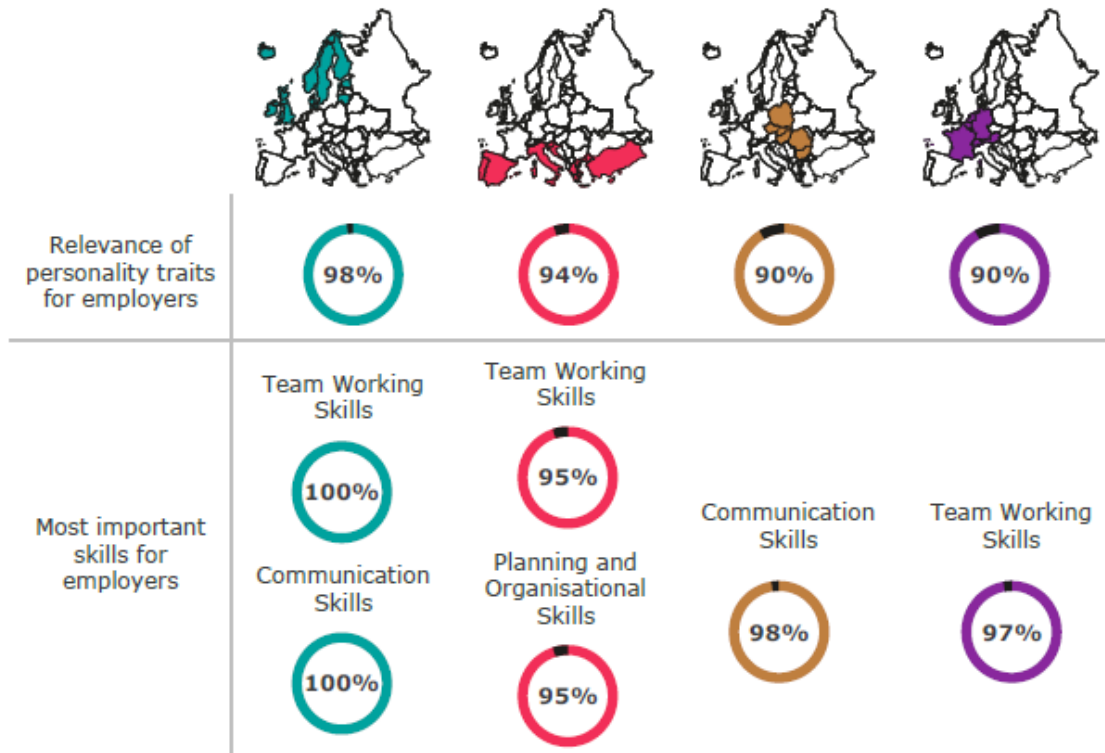 Relevance of
personality traits
for employers
98%
94%
90%
90%
Most important
skills for
employers
Team Working
Skills
100%
Communication
Skills
100%
Team Working
Skills
95%
Planning and
Organisational
Skills
95%
Communication
Skills
98%
Team Working
Skills
97%